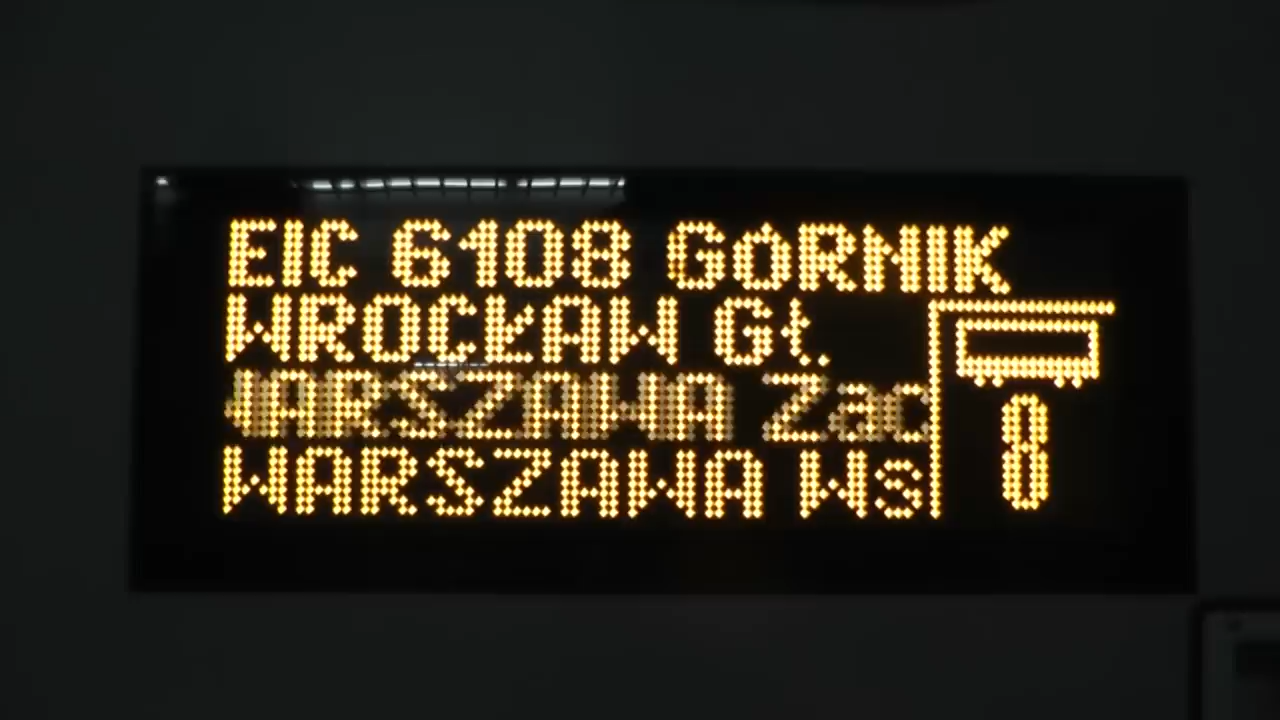 EIC 6108 GóRNIK
WROCŁAW Gł.
WARSZAWA Zac
WARSZAWA Ws
8